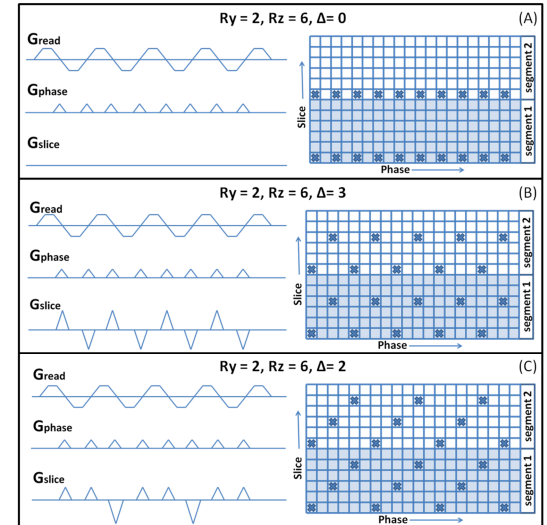 Ry = 2, Rz = 6, Δ= 0
(A)
Gread
Gphase
Gslice
Slice
Phase
segment 2
segment 1
Ry = 2, Rz = 6, Δ= 3
(B)
Gread
Gphase
Gslice
Slice
Phase
segment 2
segment 1
Ry = 2, Rz = 6, Δ= 2
(C)
Gread
Gphase
Gslice
Slice
Phase
segment 2
segment 1